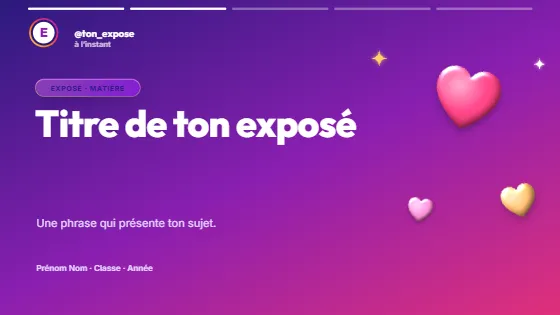 E
@ton_expose
à l'instant
EXPOSÉ · MATIÈRE
Titre de ton exposé
Une phrase qui présente ton sujet.
Prénom Nom · Classe · Année